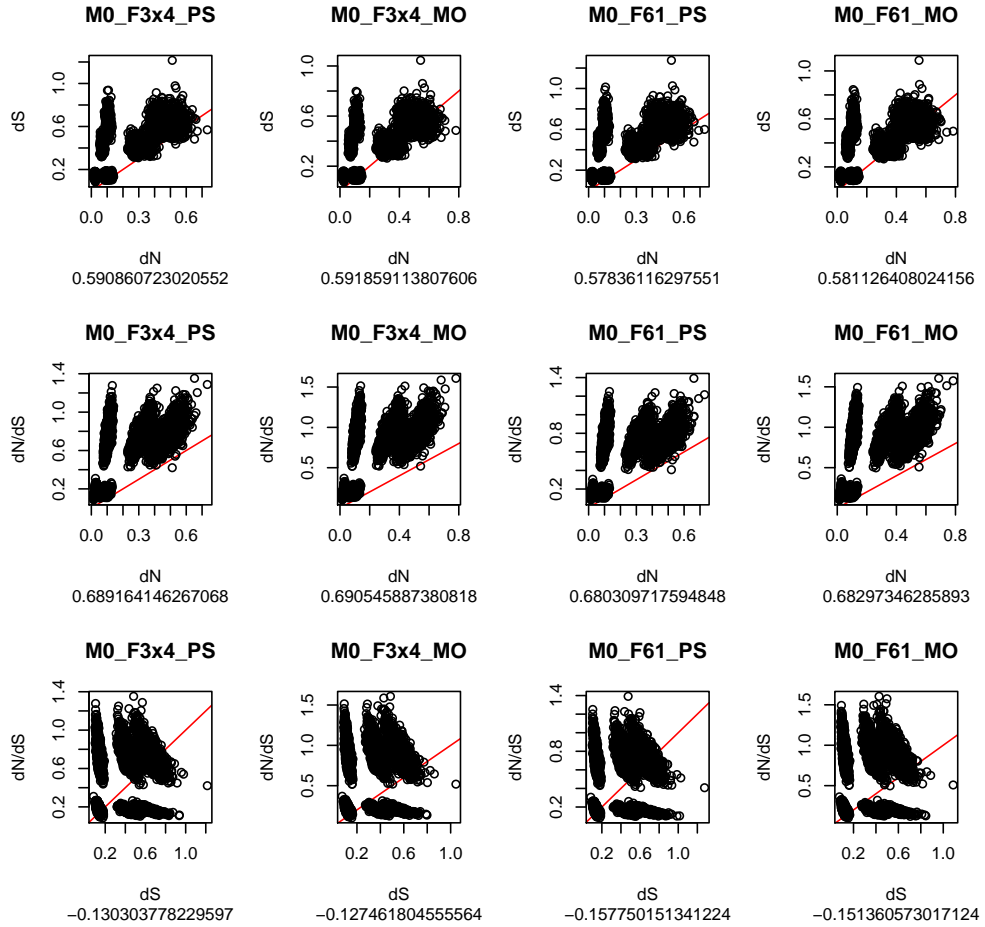 M0_F3x4_PS M0_F3x4_MO M0_F61_PS M0_F61_MO
dS dS dS dS
1.0 1.0 1.0 1.0
0.6 0.6 0.6 0.6
0.2 0.2 0.2 0.2
0.0 0.3 0.6 0.0 0.4 0.8 0.0 0.3 0.6 0.0 0.4 0.8
dN dN dN dN
0.590860723020552 0.591859113807606 0.57836116297551 0.581126408024156
M0_F3x4_PS M0_F3x4_MO M0_F61_PS M0_F61_MO
dN/dS dN/dS dN/dS dN/dS
1.4 1.5 1.4 1.5
1.0 1.0 0.8 1.0
0.6 0.5 0.2 0.5
0.2
0.0 0.3 0.6 0.0 0.4 0.8 0.0 0.3 0.6 0.0 0.4 0.8
dN dN dN dN
0.689164146267068 0.690545887380818 0.680309717594848 0.68297346285893
M0_F3x4_PS M0_F3x4_MO M0_F61_PS M0_F61_MO
dN/dS dN/dS dN/dS dN/dS
1.4 1.5 1.4 1.5
1.0 1.0 0.8 1.0
0.6 0.5 0.2 0.5
0.2
0.2 0.6 1.0 0.2 0.6 1.0 0.2 0.6 1.0 0.2 0.6 1.0
dS dS dS dS
−0.130303778229597 −0.127461804555564 −0.157750151341224 −0.1513605730171​24